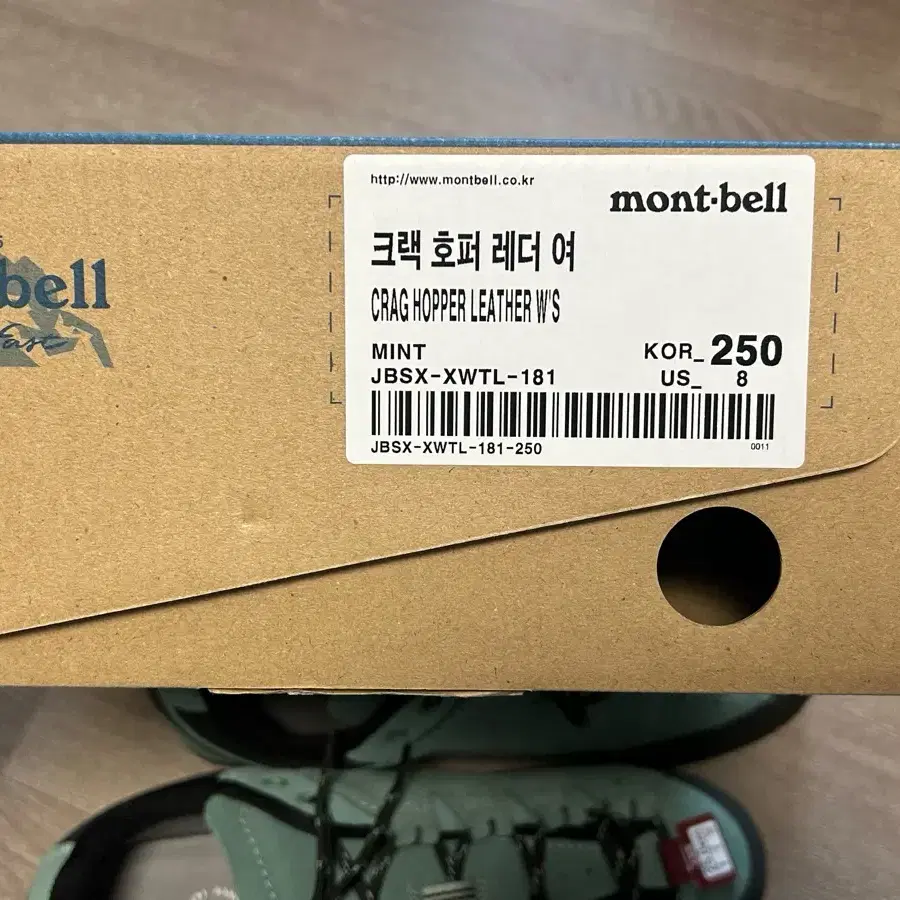 http://www.montbell.co.kr
mont-bell
크랙 호퍼 레더 여
CRAG HOPPER LEATHER W'S
MINT
KOR_ 250
JBSX-XWTL-181
US_ 8
JBSX-XWTL-181-250
0011
bell
Fast